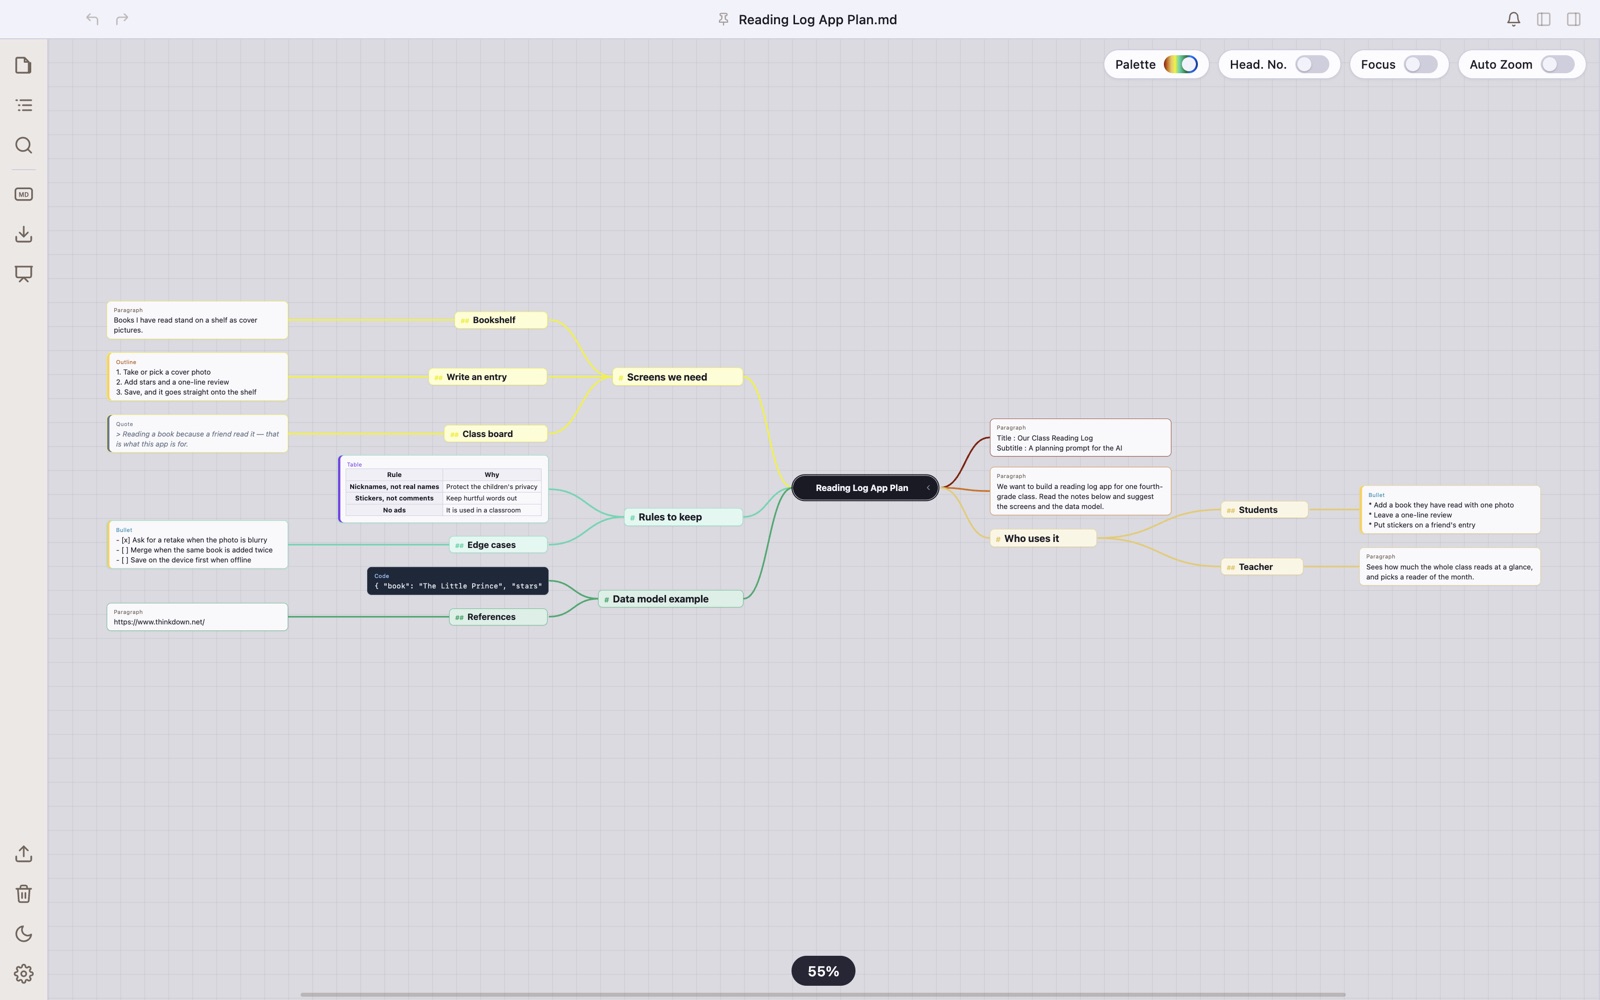 Reading Log App Plan.md
Palette
Head. No.
Focus
Auto Zoom
MD
Paragraph
Books I have read stand on a shelf as cover
pictures.
## Bookshelf
Outline
1. Take or pick a cover photo
2. Add stars and a one-line review
3. Save, and it goes straight onto the shelf
## Write an entry
# Screens we need
Quote
> Reading a book because a friend read it — that
is what this app is for.
## Class board
Table
Rule Why
Nicknames, not real names Protect the children's privacy
Stickers, not comments Keep hurtful words out
No ads It is used in a classroom
# Rules to keep
Bullet
- [x] Ask for a retake when the photo is blurry
- [ ] Merge when the same book is added twice
- [ ] Save on the device first when offline
## Edge cases
Code
{ "book": "The Little Prince", "stars"
# Data model example
Paragraph
https://www.thinkdown.net/
## References
Reading Log App Plan
Paragraph
Title : Our Class Reading Log
Subtitle : A planning prompt for the AI
Paragraph
We want to build a reading log app for one fourth-
grade class. Read the notes below and suggest
the screens and the data model.
# Who uses it
## Students
Bullet
* Add a book they have read with one photo
* Leave a one-line review
* Put stickers on a friend's entry
## Teacher
Paragraph
Sees how much the whole class reads at a glance,
and picks a reader of the month.
55%